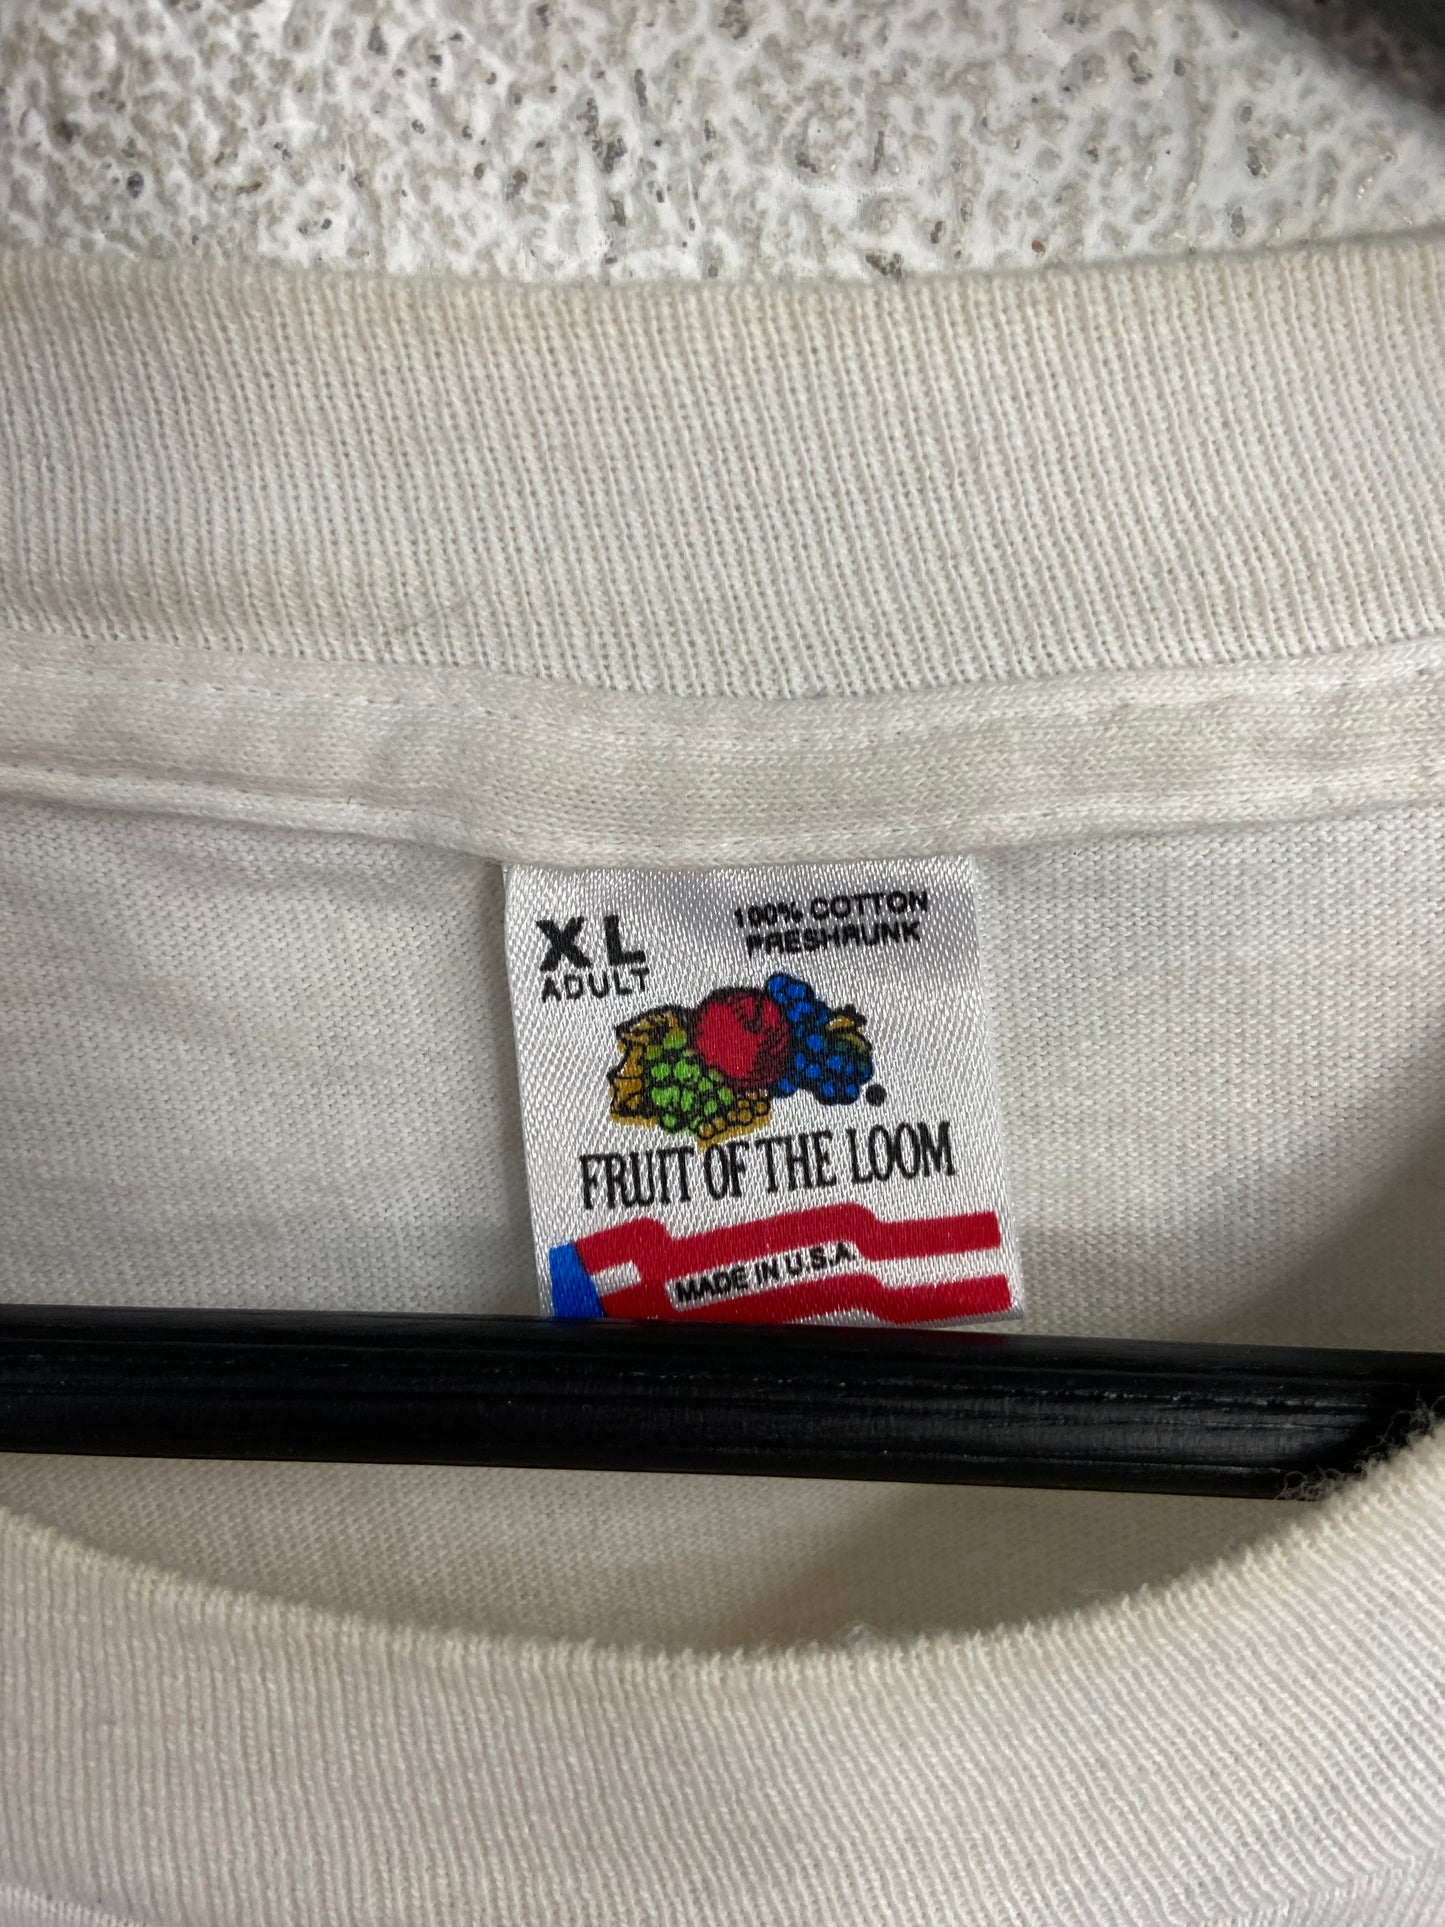 XL
ADULT
100% COTTON
PRESHRUNK
FRUIT OF THE LOOM
MADE IN U.S.A.